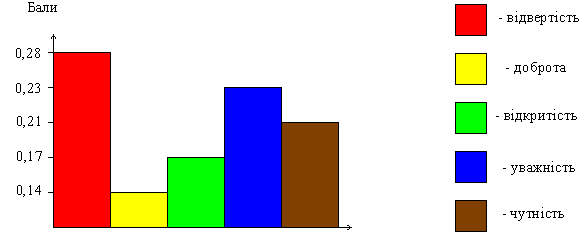 Бали
0,28
0,23
0,21
0,17
0,14
- відвертість
- доброта
- відкритість
- уважність
- чутність